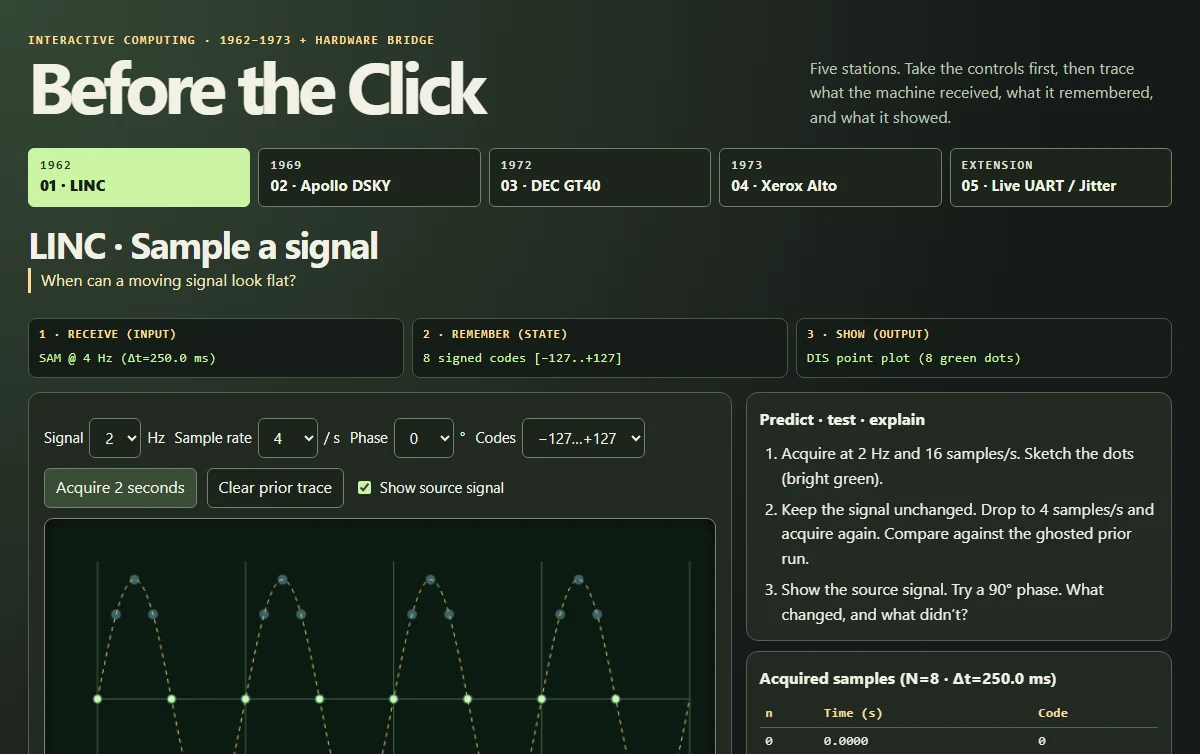 INTERACTIVE COMPUTING · 1962–1973 + HARDWARE BRIDGE
Before the Click
Five stations. Take the controls first, then trace
what the machine received, what it remembered,
and what it showed.
1962
01 · LINC
1969
02 · Apollo DSKY
1972
03 · DEC GT40
1973
04 · Xerox Alto
EXTENSION
05 · Live UART / Jitter
LINC · Sample a signal
When can a moving signal look flat?
1 · RECEIVE (INPUT)
SAM @ 4 Hz (Δt=250.0 ms)
2 · REMEMBER (STATE)
8 signed codes [−127..+127]
3 · SHOW (OUTPUT)
DIS point plot (8 green dots)
Signal 2 Hz Sample rate 4 / s Phase 0 ° Codes −127…+127
Acquire 2 seconds Clear prior trace Show source signal
Predict · test · explain
1. Acquire at 2 Hz and 16 samples/s. Sketch the dots
(bright green).
2. Keep the signal unchanged. Drop to 4 samples/s and
acquire again. Compare against the ghosted prior
run.
3. Show the source signal. Try a 90° phase. What
changed, and what didn’t?
Acquired samples (N=8 · Δt=250.0 ms)
n Time (s) Code
0 0.0000 0